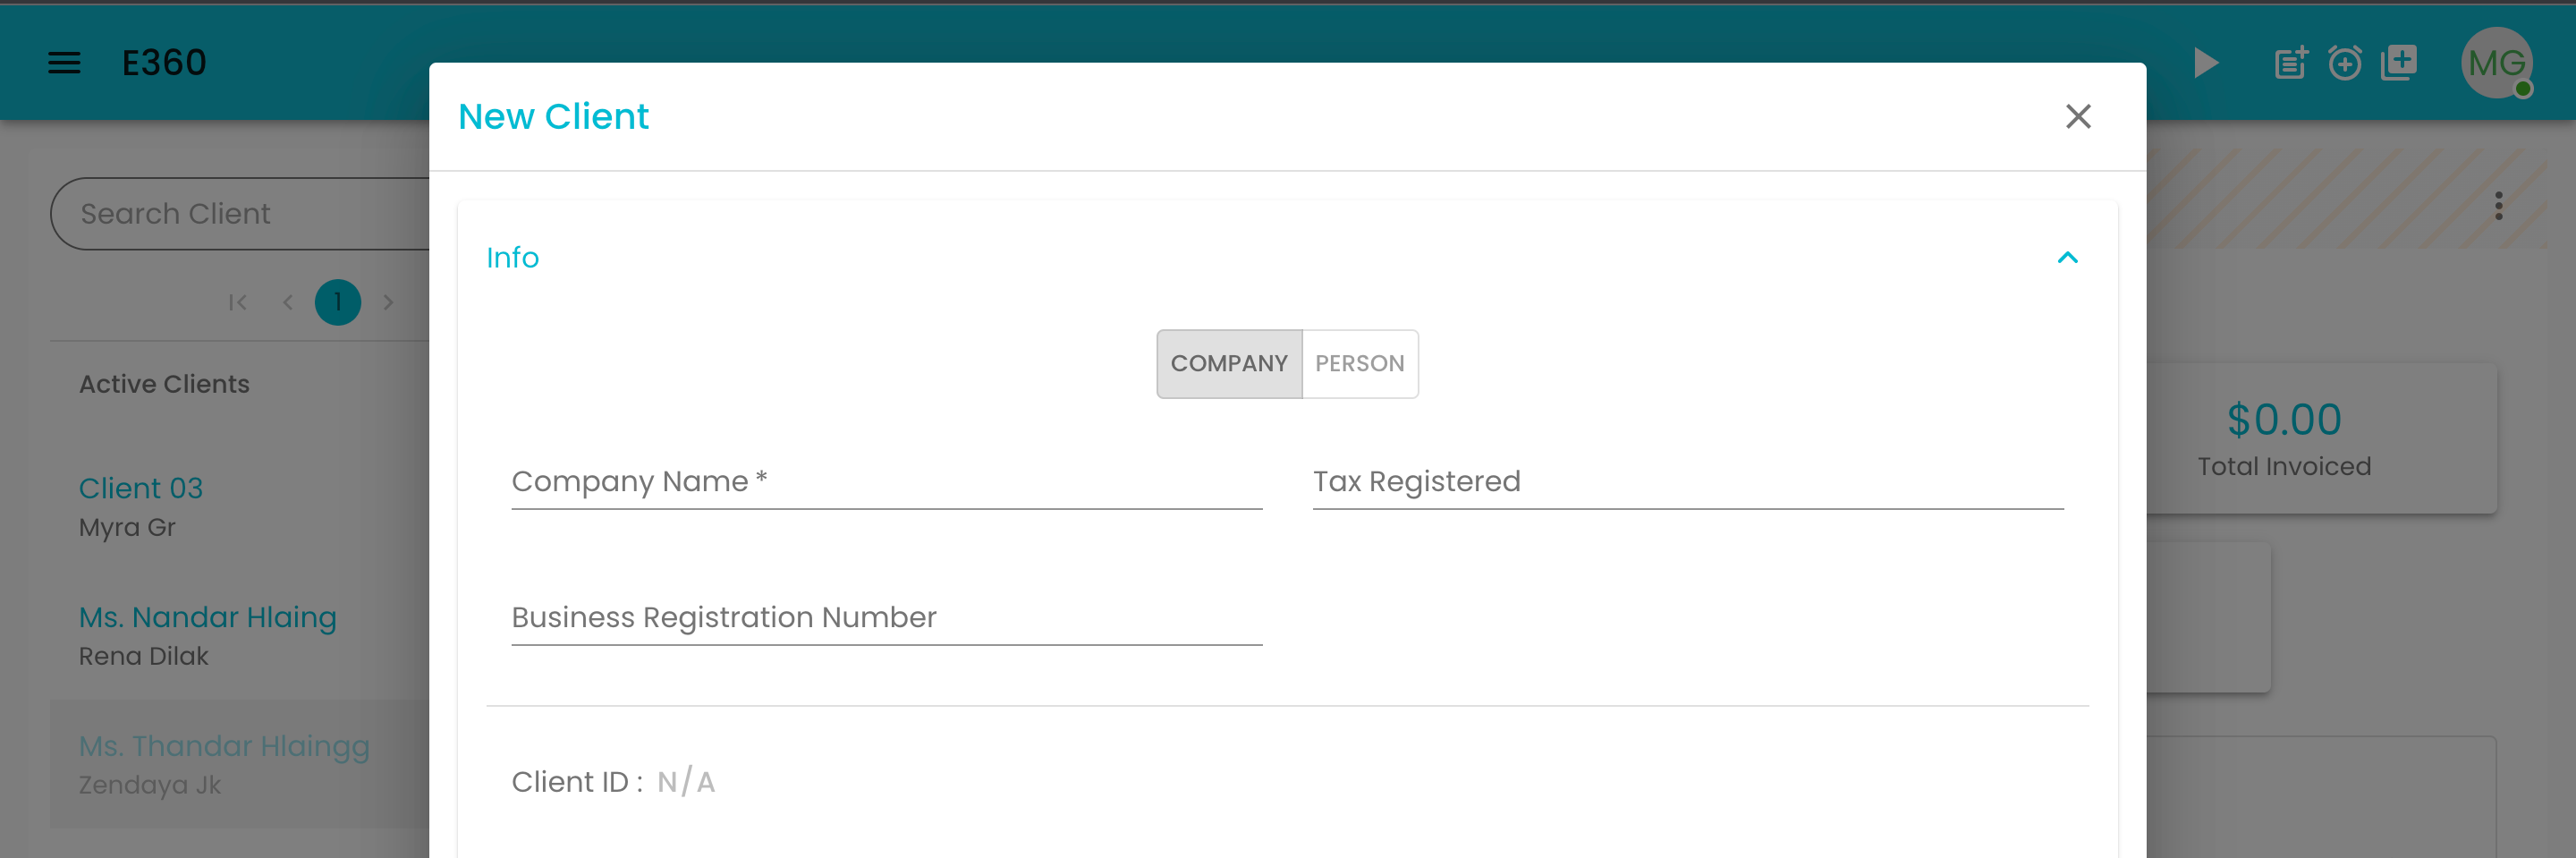 E360
MG
New Client
Search Client
Info
1
COMPANY
PERSON
Active Clients
$0.00
Total Invoiced
Company Name *
Tax Registered
Client 03
Myra Gr
Business Registration Number
Ms. Nandar Hlaing
Rena Dilak
Ms. Thandar Hlaingg
Zendaya Jk
Client ID : N/A